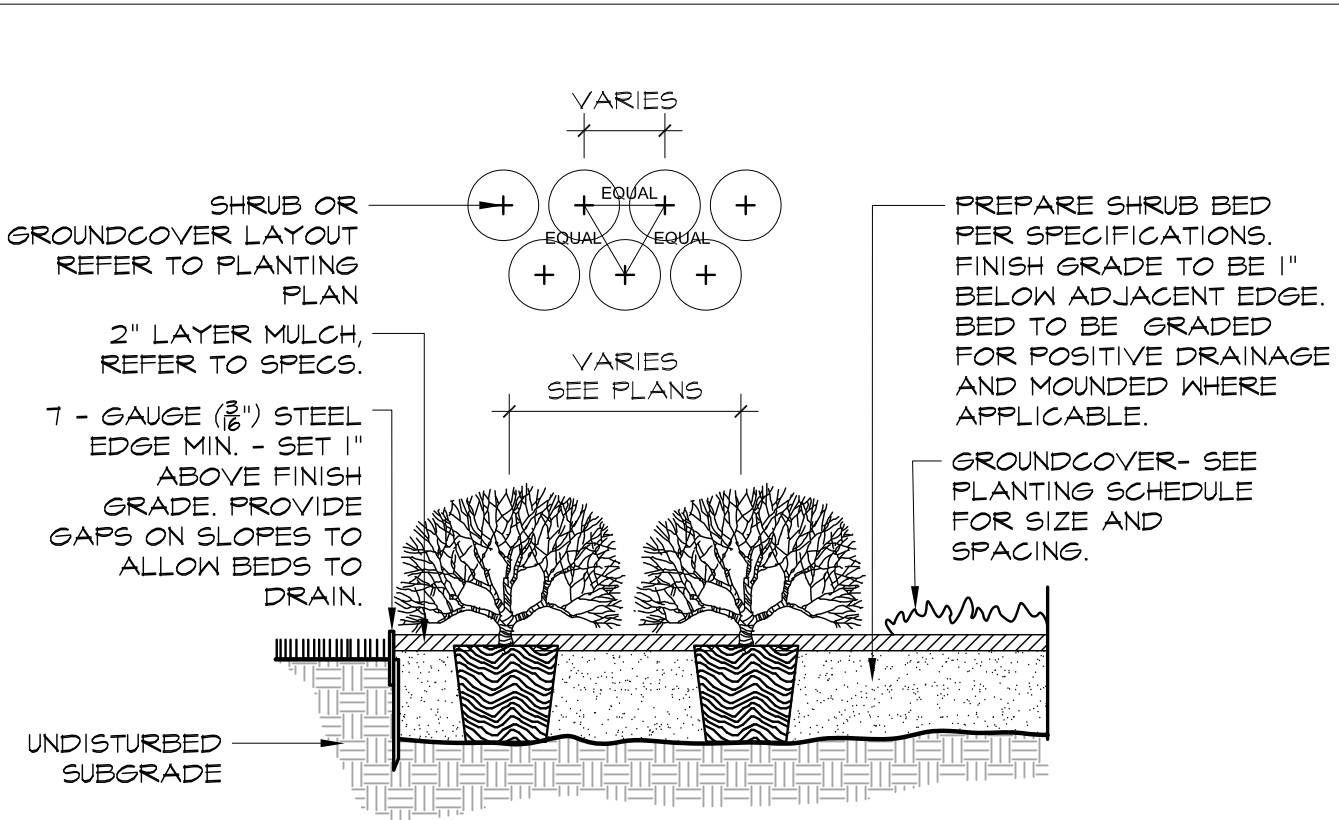 VARIES
EQUAL
EQUAL
EQUAL
SHRUB OR
GROUNDCOVER LAYOUT
REFER TO PLANTING
PLAN
2" LAYER MULCH,
REFER TO SPECS.
7 - GAUGE (3/16") STEEL
EDGE MIN. - SET 1"
ABOVE FINISH
GRADE. PROVIDE
GAPS ON SLOPES TO
ALLOW BEDS TO
DRAIN.
UNDISTURBED
SUBGRADE
VARIES
SEE PLANS
PREPARE SHRUB BED
PER SPECIFICATIONS.
FINISH GRADE TO BE 1"
BELOW ADJACENT EDGE.
BED TO BE GRADED
FOR POSITIVE DRAINAGE
AND MOUNDED WHERE
APPLICABLE.
GROUNDCOVER- SEE
PLANTING SCHEDULE
FOR SIZE AND
SPACING.